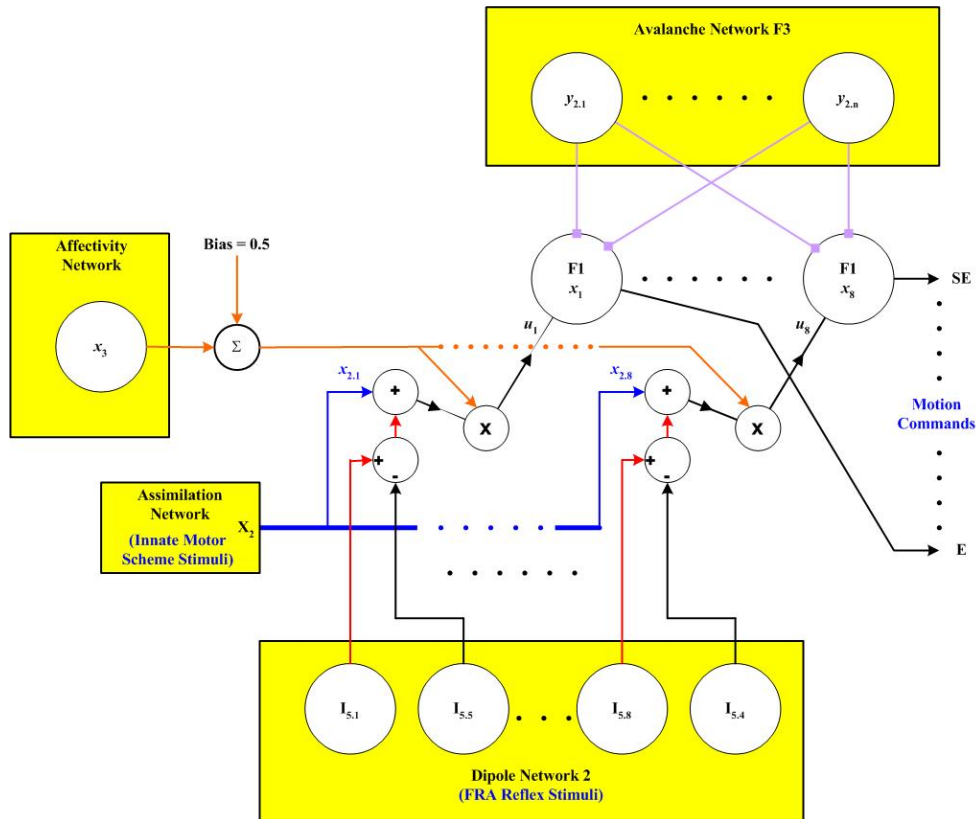 Avalanche Network F3
y2.1
y2.n
Affectivity
Network
Bias = 0.5
x3
Σ
F1
x1
F1
x8
SE
u1
u8
x2.1
x2.8
+
+
X
X
+
-
+
-
Motion
Commands
Assimilation
Network
(Innate Motor
Scheme Stimuli)
X2
E
I5.1
I5.5
I5.8
I5.4
Dipole Network 2
(FRA Reflex Stimuli)